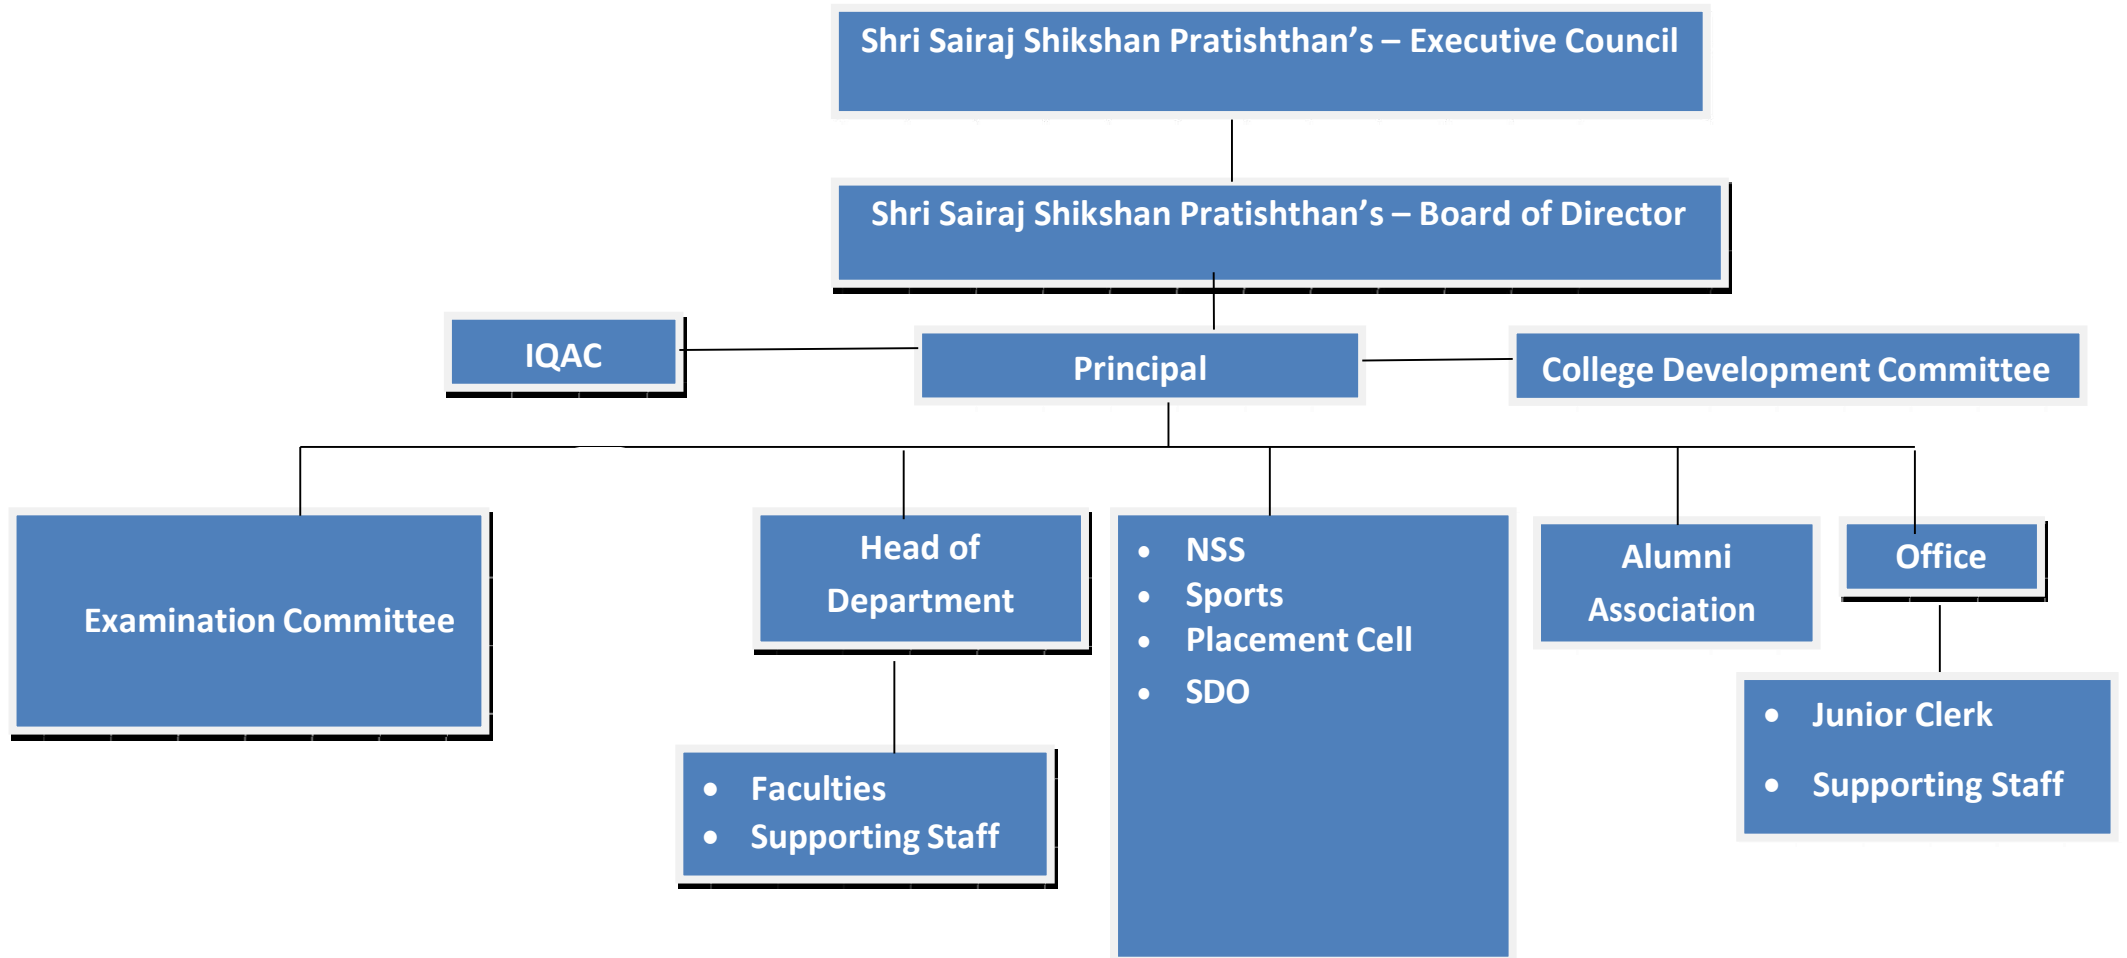 Shri Sairaj Shikshan Pratishthan’s – Executive Council
Shri Sairaj Shikshan Pratishthan’s – Board of Director
IQAC
Principal
College Development Committee
Examination Committee
Head of
Department
• NSS
• Sports
• Placement Cell
• SDO
Alumni
Association
Office
• Faculties
• Supporting Staff
• Junior Clerk
• Supporting Staff